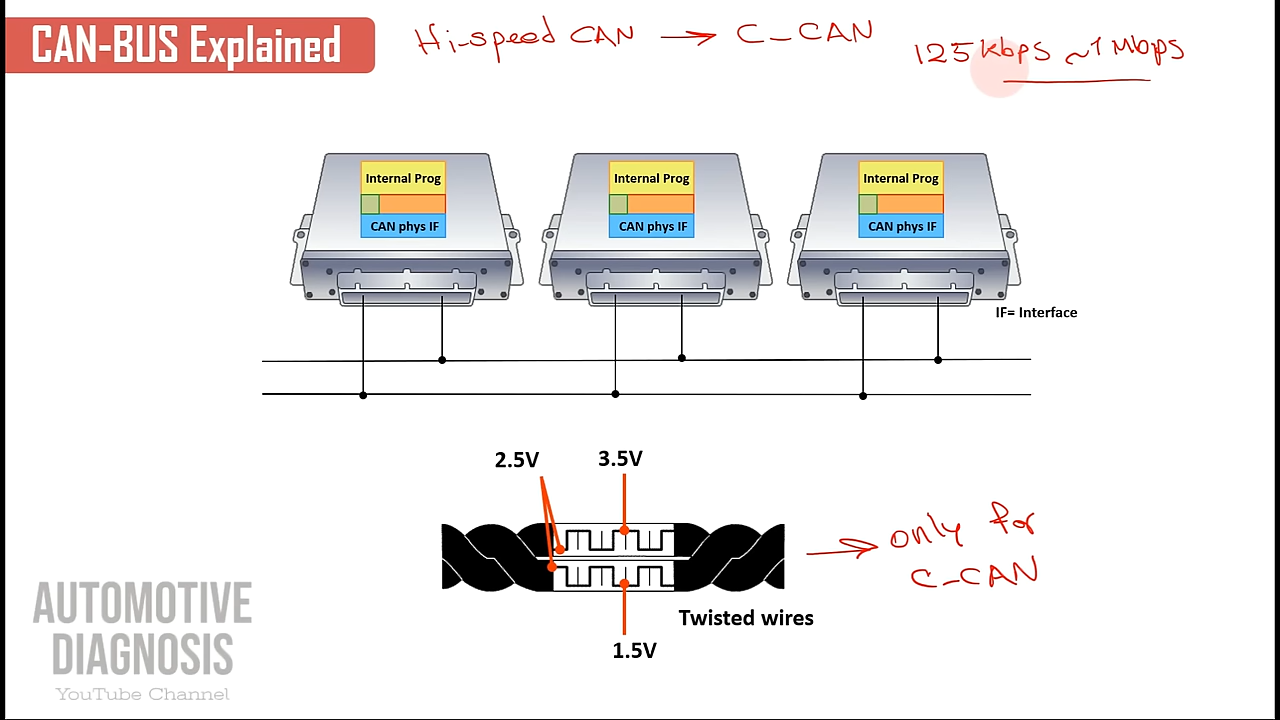 CAN-BUS Explained
Hi-speed CAN → C-CAN
125 Kbps ~1 Mbps
Internal Prog
CAN phys IF
Internal Prog
CAN phys IF
Internal Prog
CAN phys IF
IF= Interface
2.5V
3.5V
only for
C-CAN
Twisted wires
1.5V
AUTOMOTIVE
DIAGNOSIS
YouTube Channel